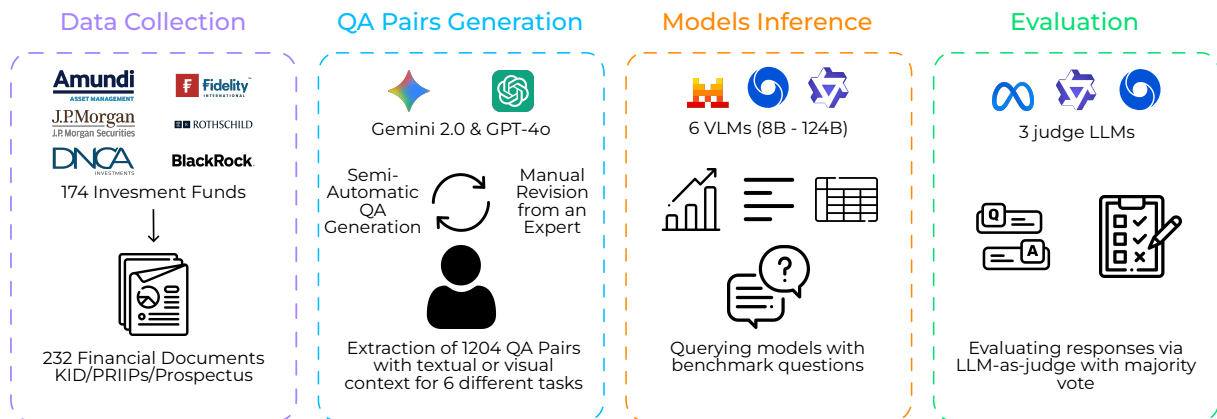 Data Collection
Amundi
ASSET MANAGEMENT
Fidelity
INTERNATIONAL
J.P.Morgan
J.P. Morgan Securities
ROTHSCHILD
DNCA
INVESTMENTS
BlackRock.
174 Invesment Funds
232 Financial Documents
KID/PRIIPs/Prospectus
QA Pairs Generation
Gemini 2.0 & GPT-4o
Semi-
Automatic
QA
Generation
Manual
Revision
from an
Expert
Extraction of 1204 QA Pairs
with textual or visual
context for 6 different tasks
Models Inference
6 VLMs (8B - 124B)
?
Querying models with
benchmark questions
Evaluation
3 judge LLMs
Q
A
Evaluating responses via
LLM-as-judge with majority
vote